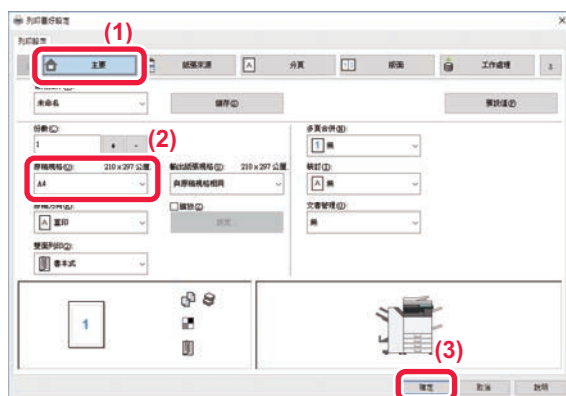 列印喜好設定
列印設定
(1)
主要
紙張來源
分頁
版面
工作處理
未命名
儲存(S)
預設值(F)
份數(C):
1
(2)
多頁合併(N):
1 無
原稿規格(O): 210 x 297 公厘
A4
輸出紙張規格(T): 210 x 297 公厘
與原稿規格相同
裝訂(I):
A 無
縮放(Z)
設定
A 直印
文書管理(G):
無
雙面列印(2):
書本式
1
(3)
確定
取消
說明